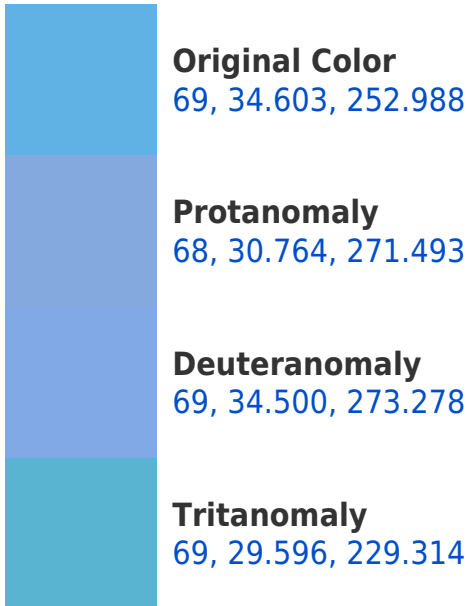 Original Color
69, 34.603, 252.988
Protanomaly
68, 30.764, 271.493
Deuteranomaly
69, 34.500, 273.278
Tritanomaly
69, 29.596, 229.314